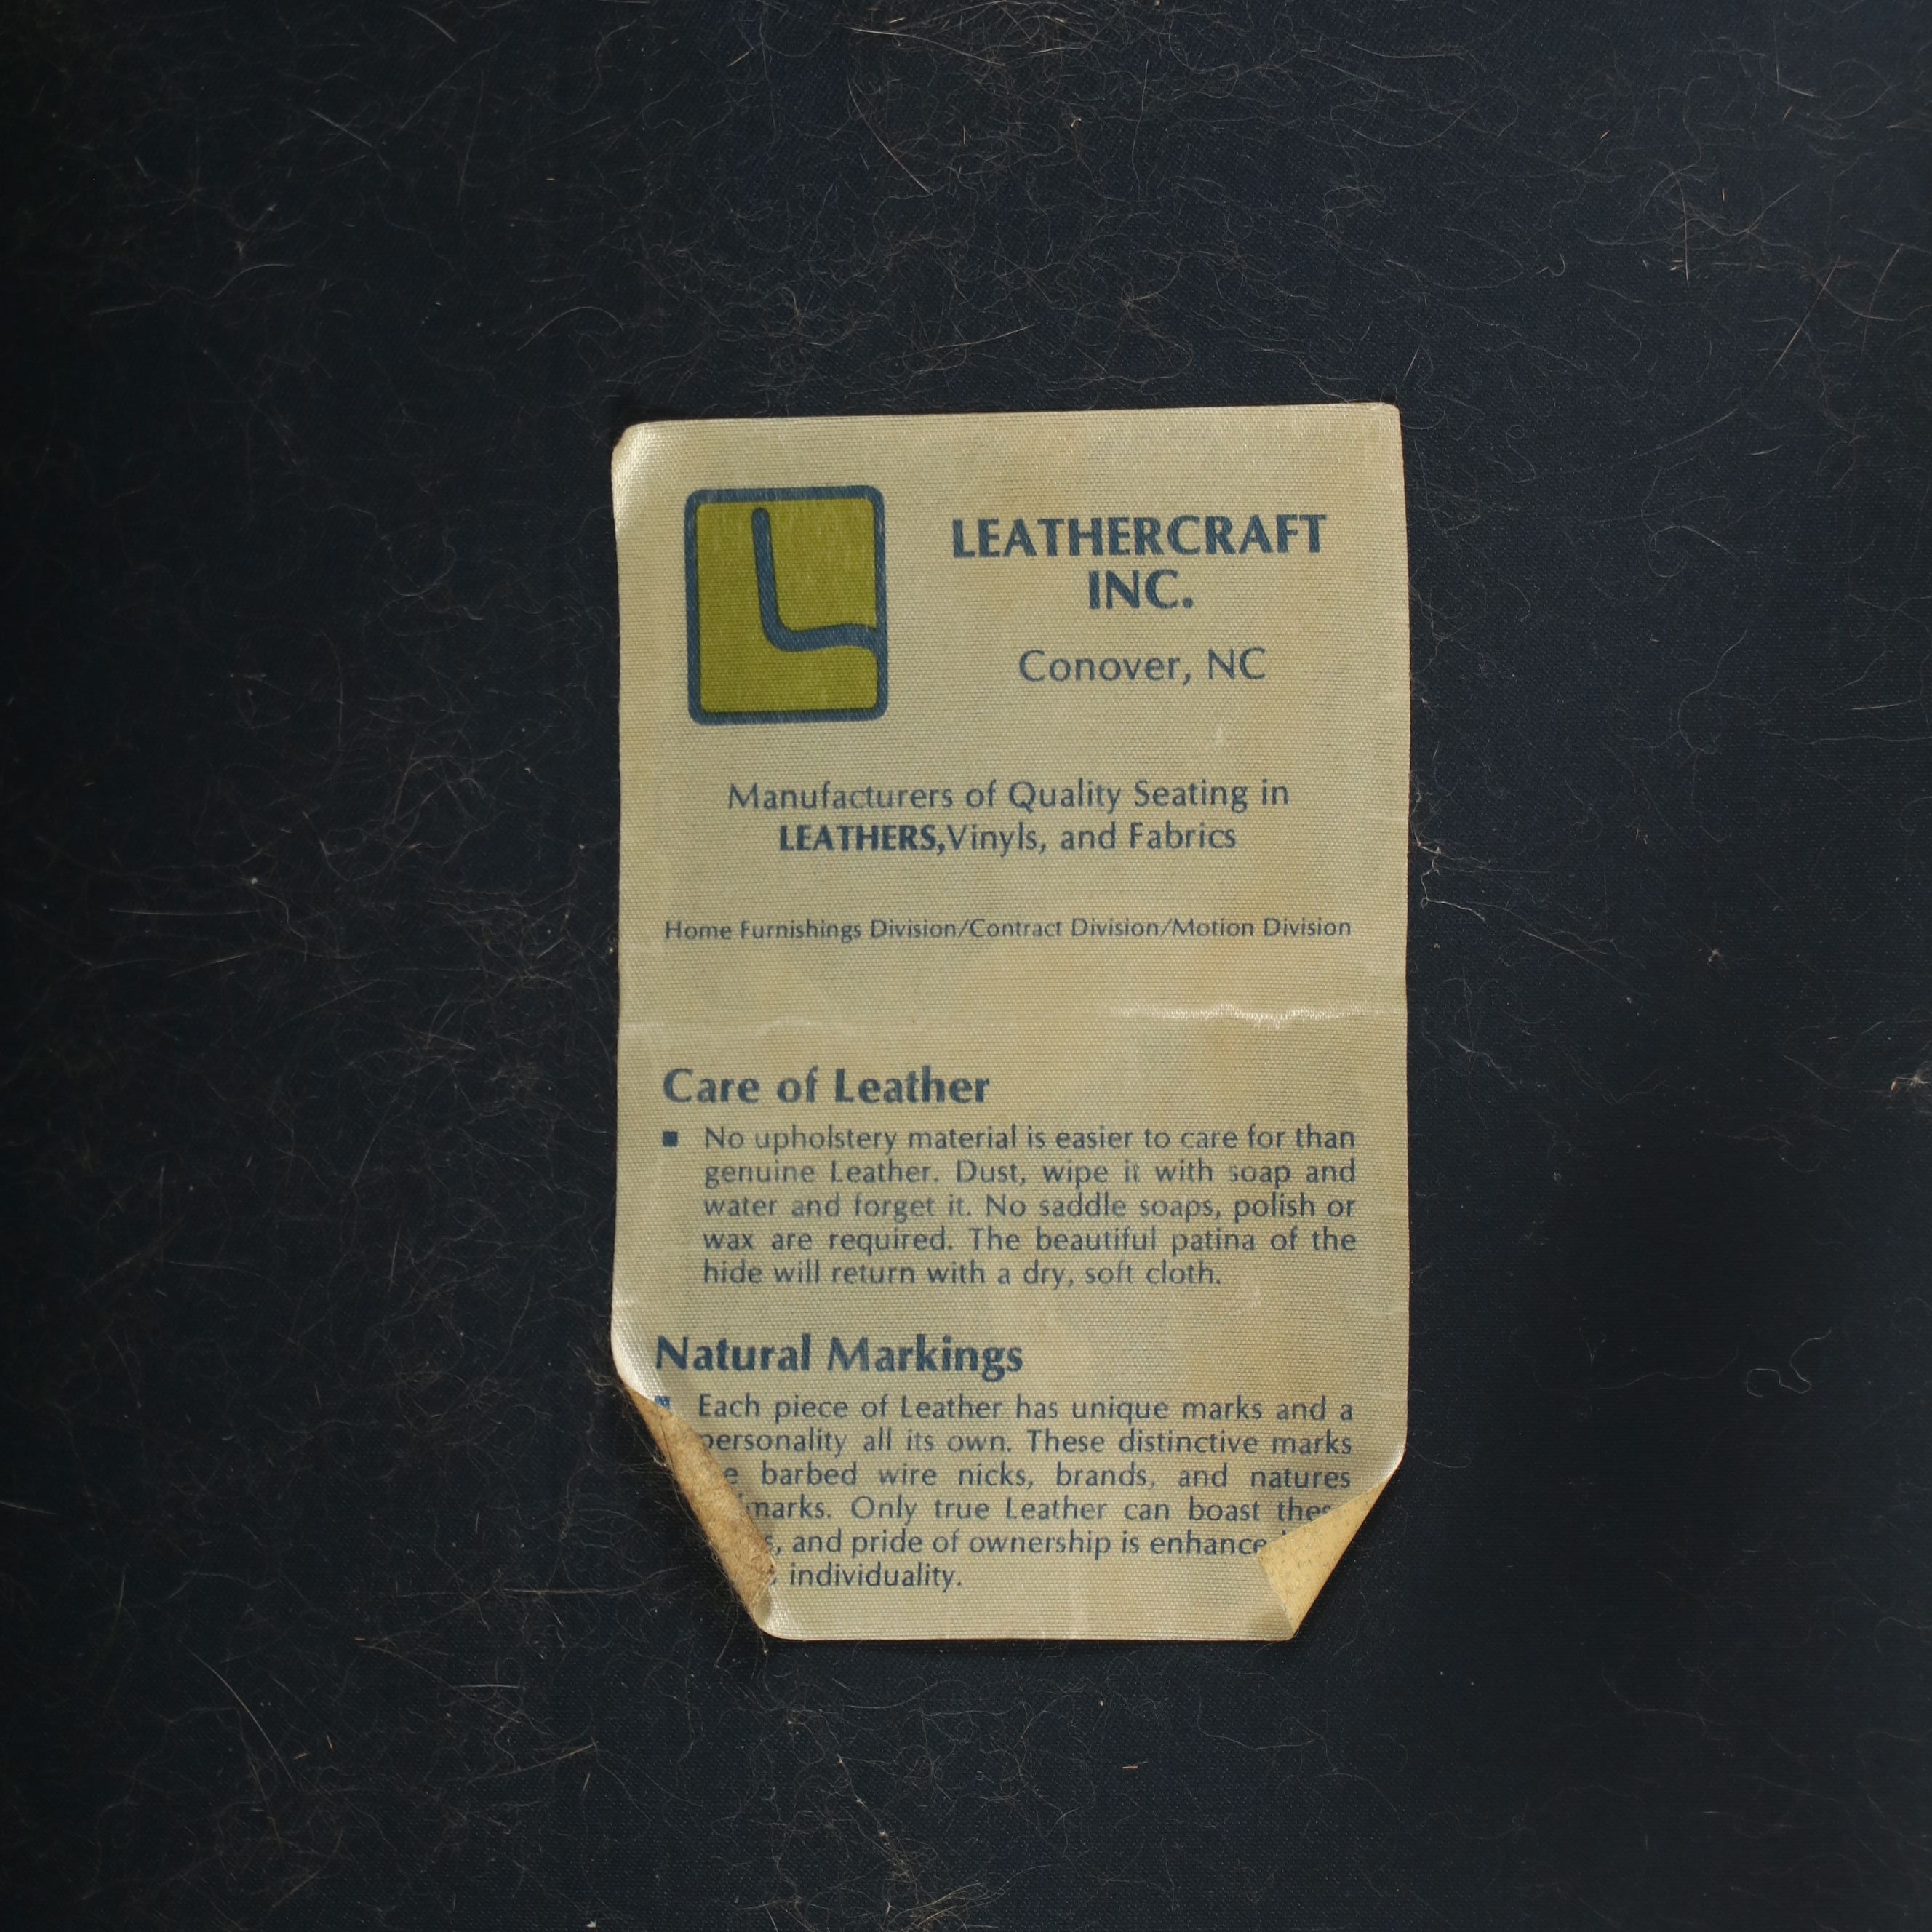 LEATHERCRAFT
INC.
Conover, NC
Manufacturers of Quality Seating in
LEATHERS,Vinyls, and Fabrics
Home Furnishings Division/Contract Division/Motion Division
Care of Leather
■ No upholstery material is easier to care for than
genuine Leather. Dust, wipe it with soap and
water and forget it. No saddle soaps, polish or
wax are required. The beautiful patina of the
hide will return with a dry, soft cloth.
Natural Markings
■ Each piece of Leather has unique marks and a
personality all its own. These distinctive marks
barbed wire nicks, brands, and natures
Only true Leather can boast
and pride of ownership is
individuality.